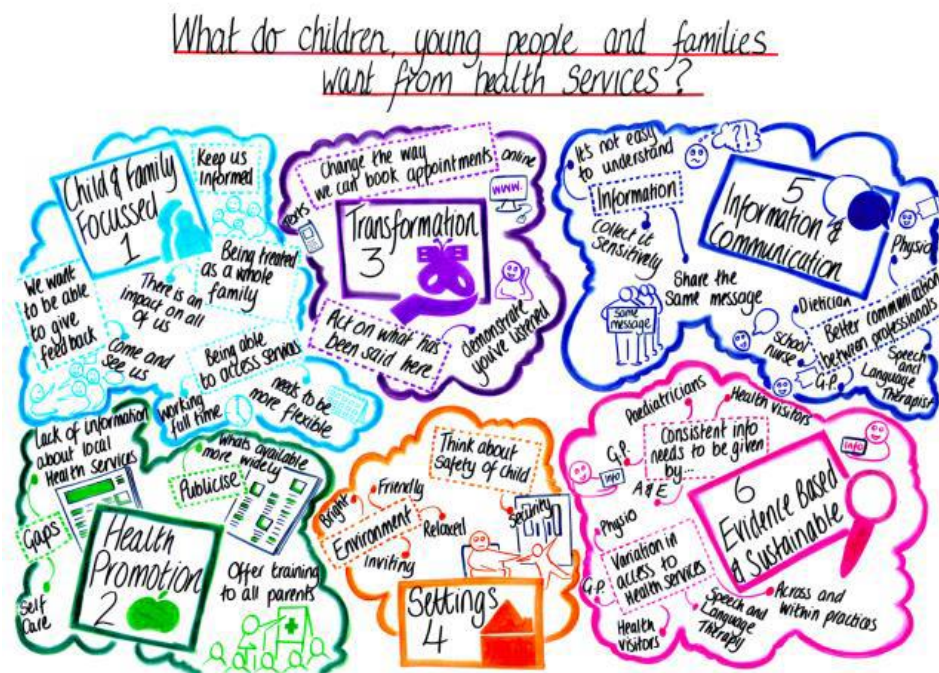 What do children, young people and families
want from health services?
Child & Family
Focussed
1
Keep us
Informed
Being treated
as a whole
family
There is an
impact on all
of us
We want
to be able
to give
feedback
Come and
see us
Being able
to access services
working
full time
needs to be
more flexible
Health
Promotion
2
Lack of information
about local
Health services
Gaps
Self
Care
Whats available
more widely
Publicise
Offer training
to all parents
Transformation
3
Change the way
we can book appointments
online
www.
texts
Act on what has
been said here
demonstrate
you've listened
Settings
4
Think about
Safety of child
Security
Environment
Bright
Friendly
Relaxed
Inviting
5
Information &
Communication
It's not easy
to understand
?!
Information
collect it
sensitively
Share the
Same message
Same
message
Better communication
between professionals
Physio
Dietician
school
nurse
G.P.
Speech
and
Language
Therapist
6
Evidence Based
& Sustainable
Consistent info
needs to be given
by...
Paediatricians
Health visitors
G.P.
A & E
info
info
Variation in
access to
Health services
Physio
G.P.
Health
visitors
Speech and
Language
Therapy
Across and
within practices